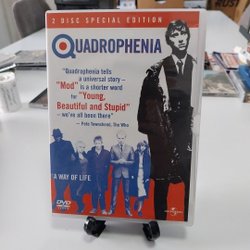 2 DISC SPECIAL EDITION
QUADROPHENIA
"Quadrophenia tells
a universal story –
"Mod" is a shorter word
for "Young,
Beautiful and Stupid"
– we're all been there"
– Pete Townshend, The Who
A WAY OF LIFE
DVD